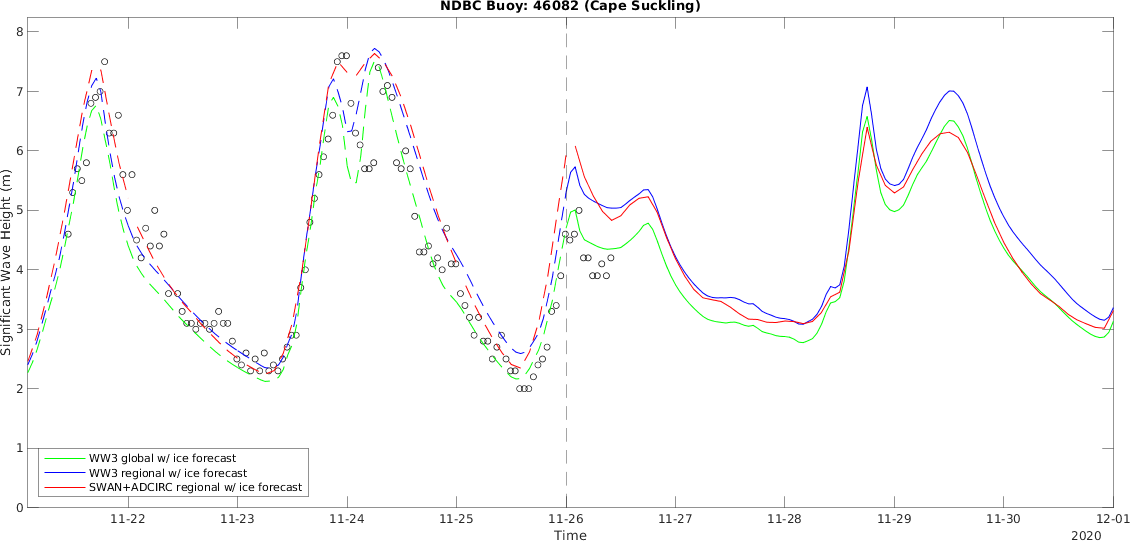 NDBC Buoy: 46082 (Cape Suckling)
8
7
6
5
4
3
2
1
0
Significant Wave Height (m)
WW3 global w/ ice forecast
WW3 regional w/ ice forecast
SWAN+ADCIRC regional w/ ice forecast
11-22 11-23 11-24 11-25 11-26 11-27 11-28 11-29 11-30 12-01
Time
2020